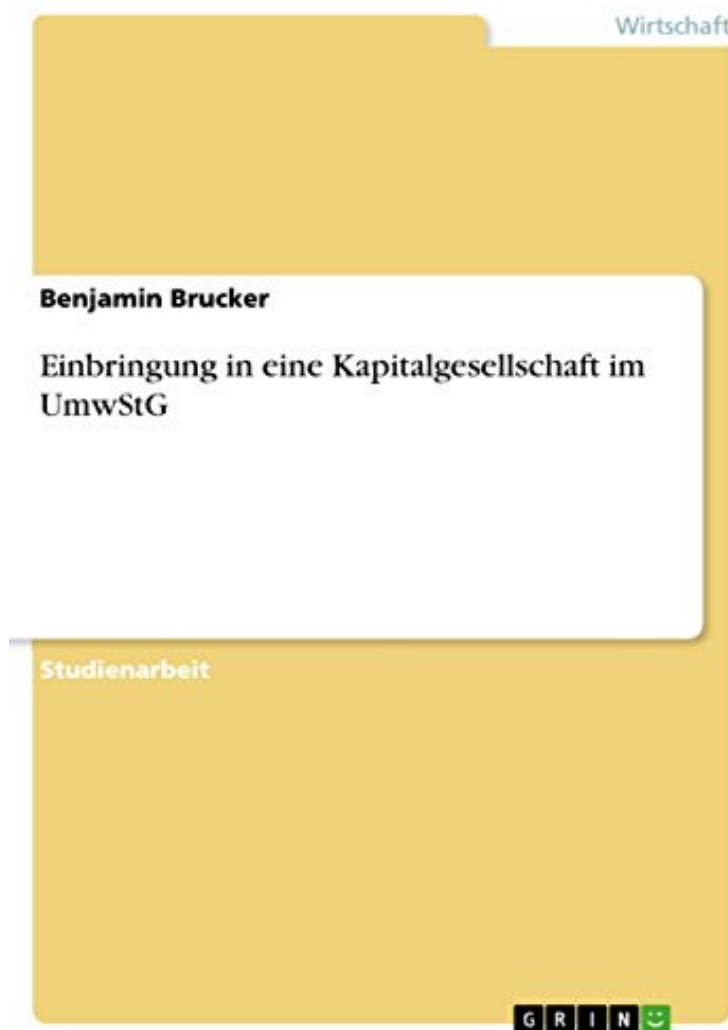 Wirtschaft
Benjamin Brucker
Einbringung in eine Kapitalgesellschaft im
UmwStG
Studienarbeit
GRIN